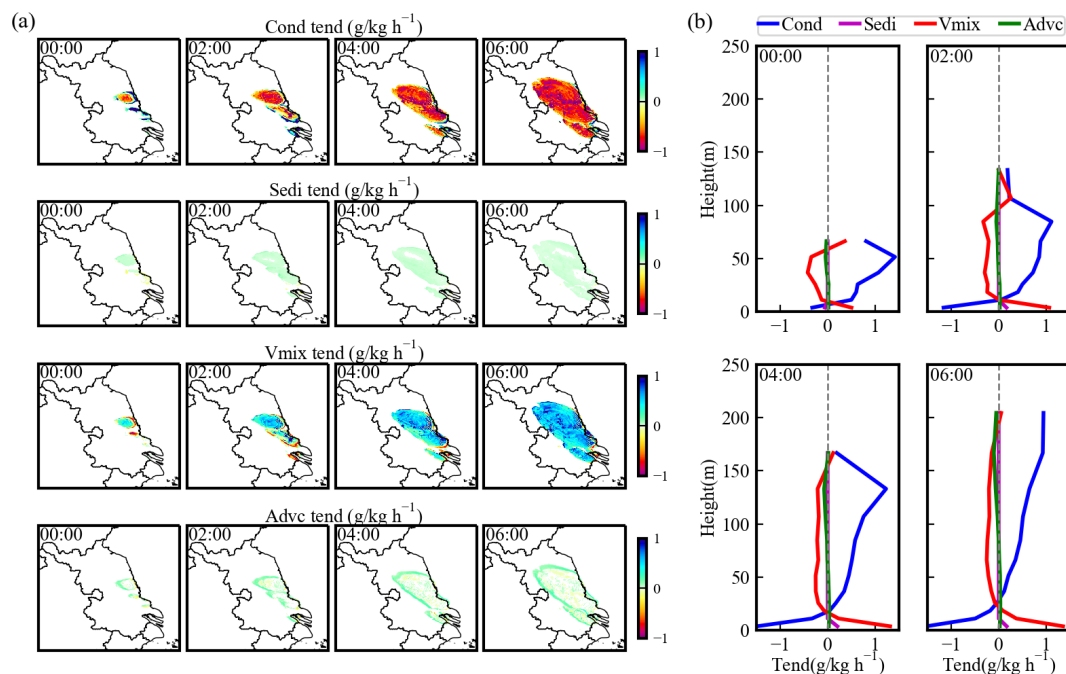 (a)
Cond tend (g/kg h⁻¹)
00:00 02:00 04:00 06:00
1
0
−1
Sedi tend (g/kg h⁻¹)
00:00 02:00 04:00 06:00
1
0
−1
Vmix tend (g/kg h⁻¹)
00:00 02:00 04:00 06:00
1
0
−1
Advc tend (g/kg h⁻¹)
00:00 02:00 04:00 06:00
1
0
−1
(b)
Cond Sedi Vmix Advc
250
200
150
100
50
0
Height(m)
00:00 02:00
−1 0 1 −1 0 1
250
200
150
100
50
0
Height(m)
04:00 06:00
−1 0 1 −1 0 1
Tend(g/kg h⁻¹) Tend(g/kg h⁻¹)